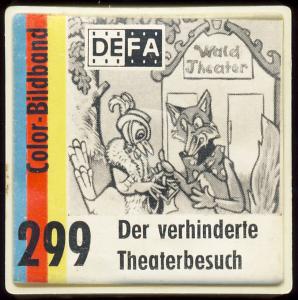 DEFA
Wald
Theater
Color-Bildband
299
Der verhinderte
Theaterbesuch